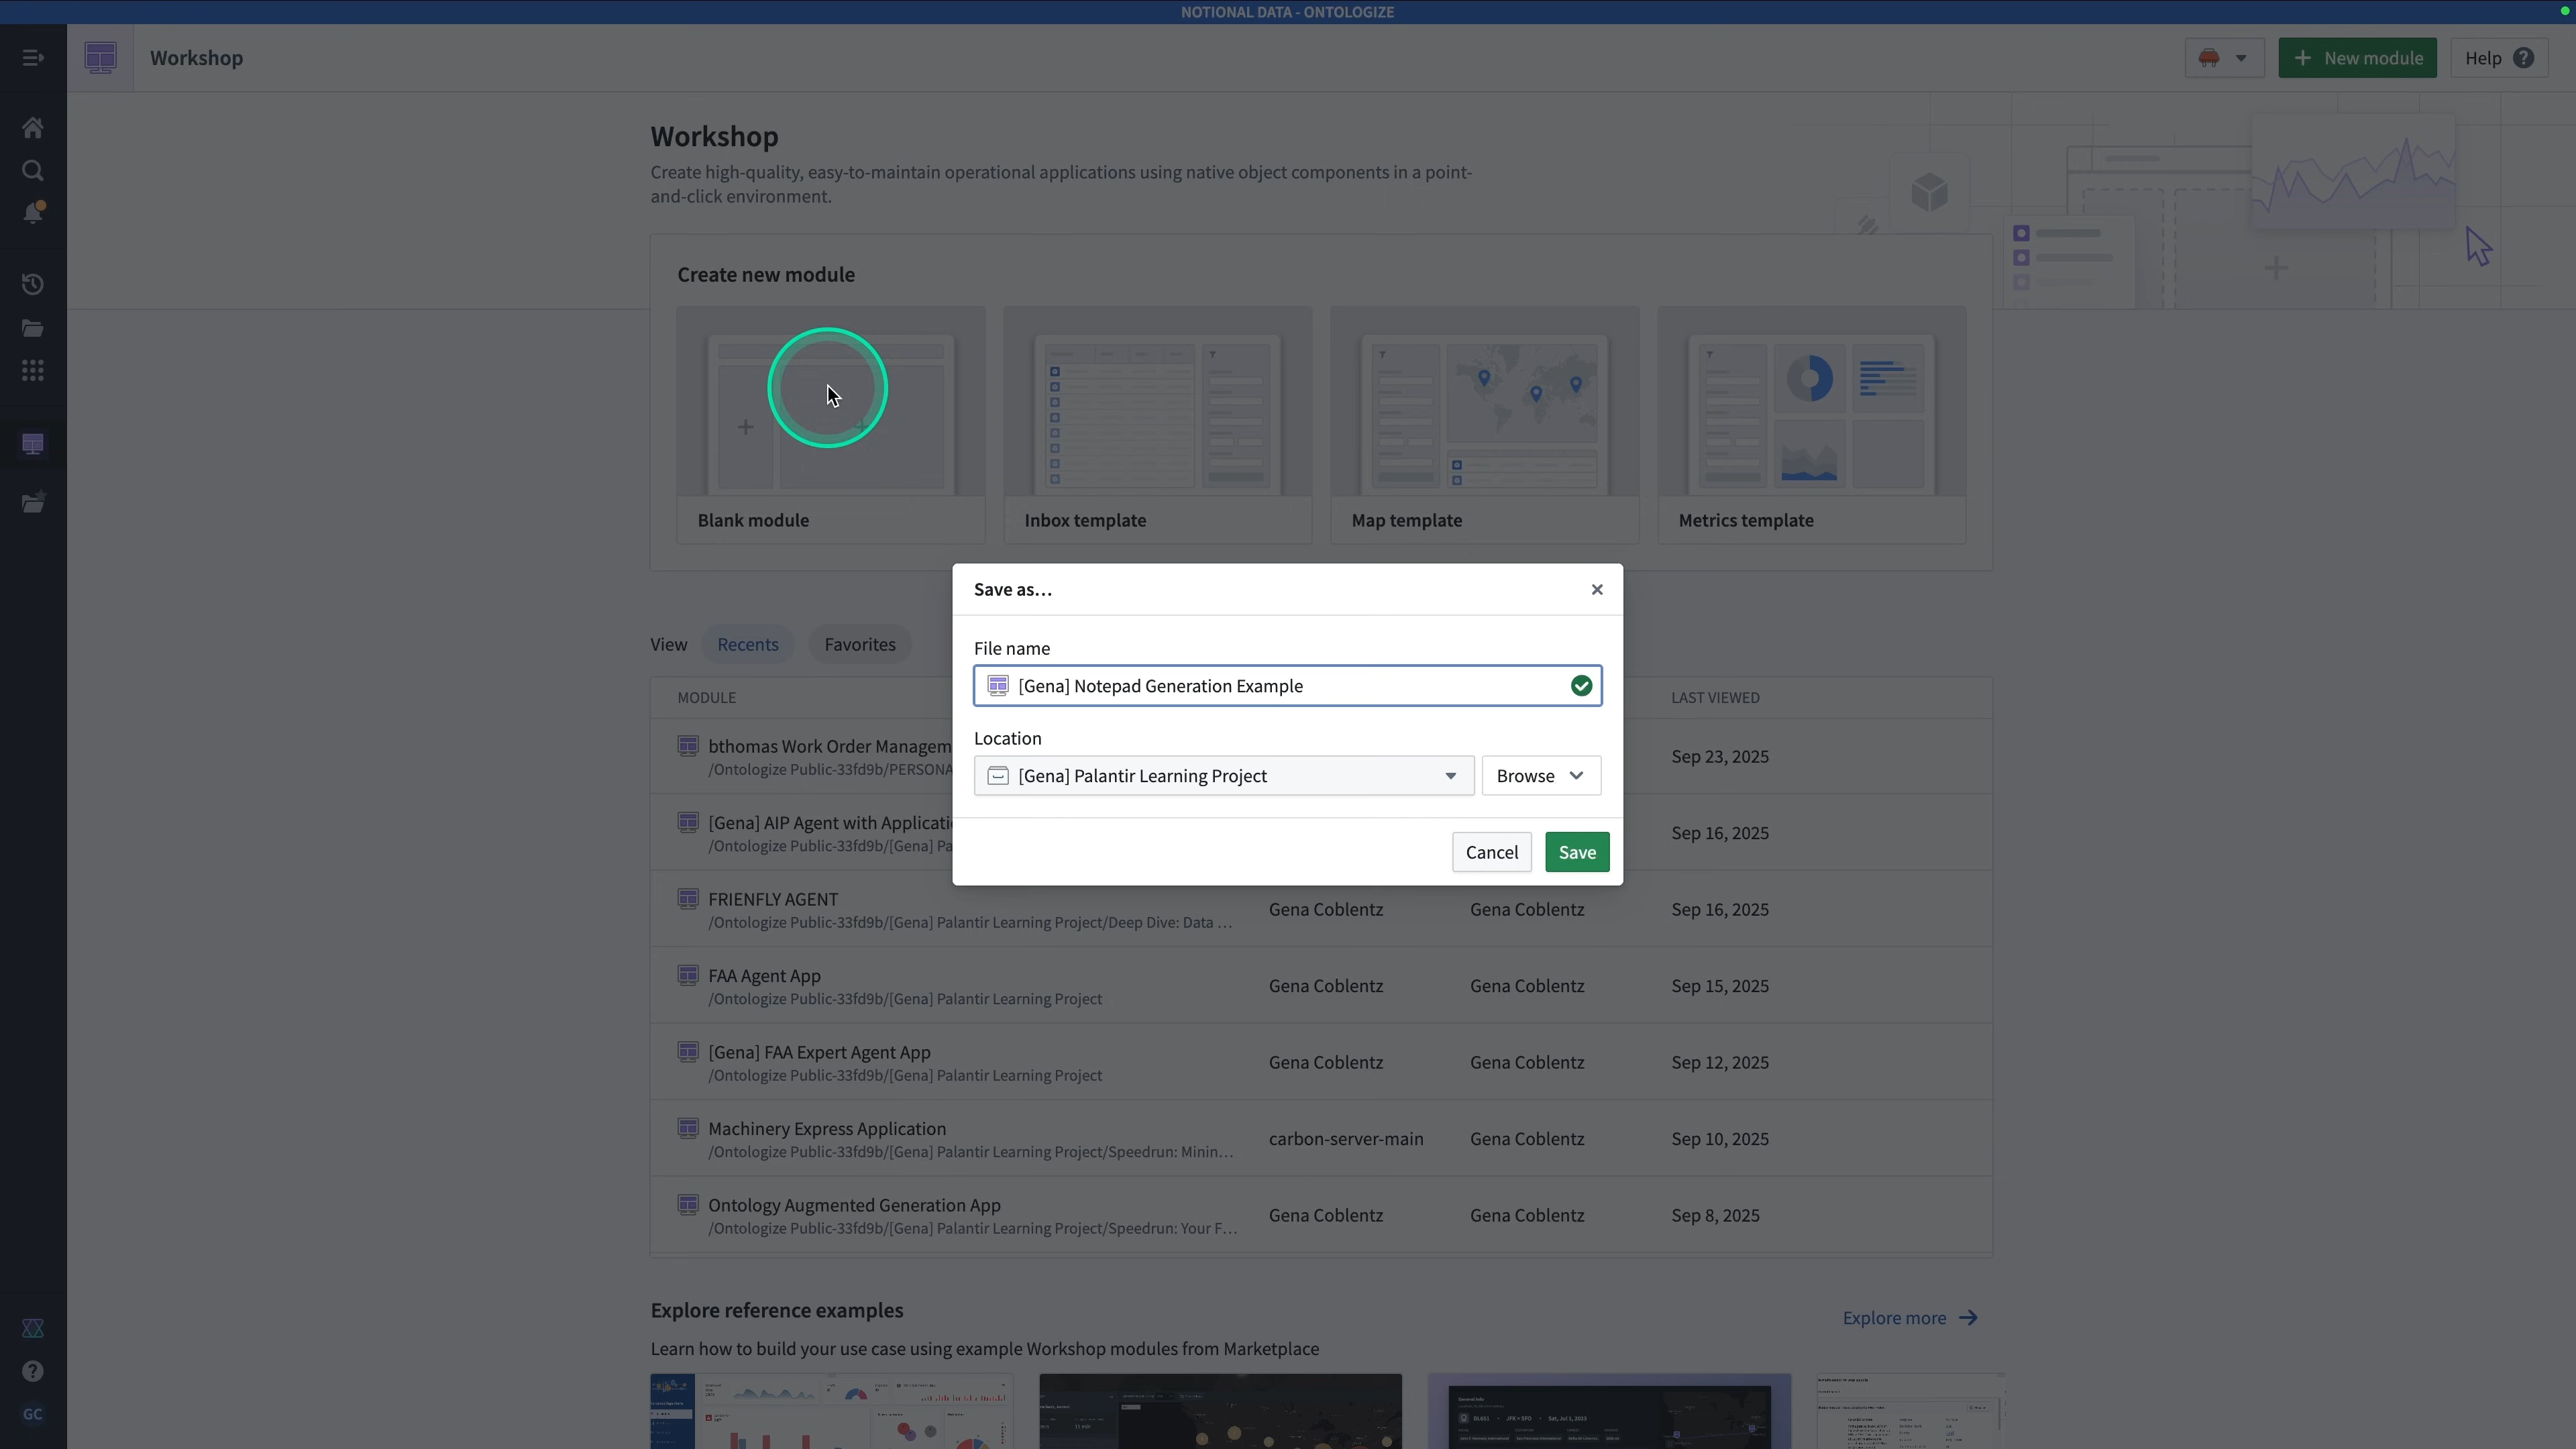 NOTIONAL DATA - ONTOLOGIZE
Workshop
New module
Help
Workshop
Create high-quality, easy-to-maintain operational applications using native object components in a point-
and-click environment.
Create new module
Blank module
Inbox template
Map template
Metrics template
Save as…
File name
[Gena] Notepad Generation Example
Location
[Gena] Palantir Learning Project
Browse
Cancel
Save
View
Recents
Favorites
MODULE
LAST VIEWED
bthomas Work Order Managem
/Ontologize Public-33fd9b/PERSONA
Sep 23, 2025
[Gena] AIP Agent with Applicati
/Ontologize Public-33fd9b/[Gena] Pa
Sep 16, 2025
FRIENFLY AGENT
/Ontologize Public-33fd9b/[Gena] Palantir Learning Project/Deep Dive: Data …
Gena Coblentz
Gena Coblentz
Sep 16, 2025
FAA Agent App
/Ontologize Public-33fd9b/[Gena] Palantir Learning Project
Gena Coblentz
Gena Coblentz
Sep 15, 2025
[Gena] FAA Expert Agent App
/Ontologize Public-33fd9b/[Gena] Palantir Learning Project
Gena Coblentz
Gena Coblentz
Sep 12, 2025
Machinery Express Application
/Ontologize Public-33fd9b/[Gena] Palantir Learning Project/Speedrun: Minin…
carbon-server-main
Gena Coblentz
Sep 10, 2025
Ontology Augmented Generation App
/Ontologize Public-33fd9b/[Gena] Palantir Learning Project/Speedrun: Your F…
Gena Coblentz
Gena Coblentz
Sep 8, 2025
Explore reference examples
Explore more
Learn how to build your use case using example Workshop modules from Marketplace
General Info
DL651 • JFK > SFO • Sat, Jul 1, 2023
GC